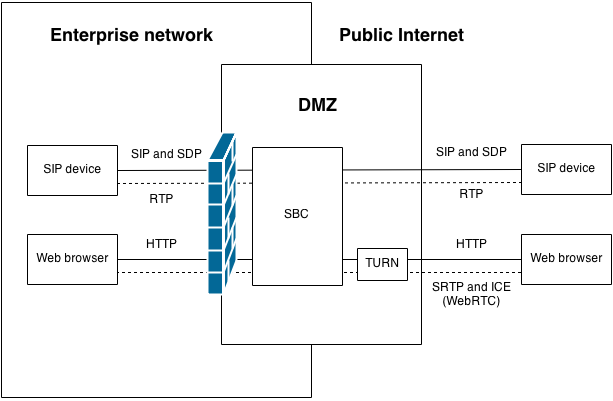 Enterprise network
Public Internet
DMZ
SIP and SDP
SIP and SDP
SIP device
SIP device
RTP
RTP
SBC
HTTP
HTTP
Web browser
TURN
Web browser
SRTP and ICE
(WebRTC)